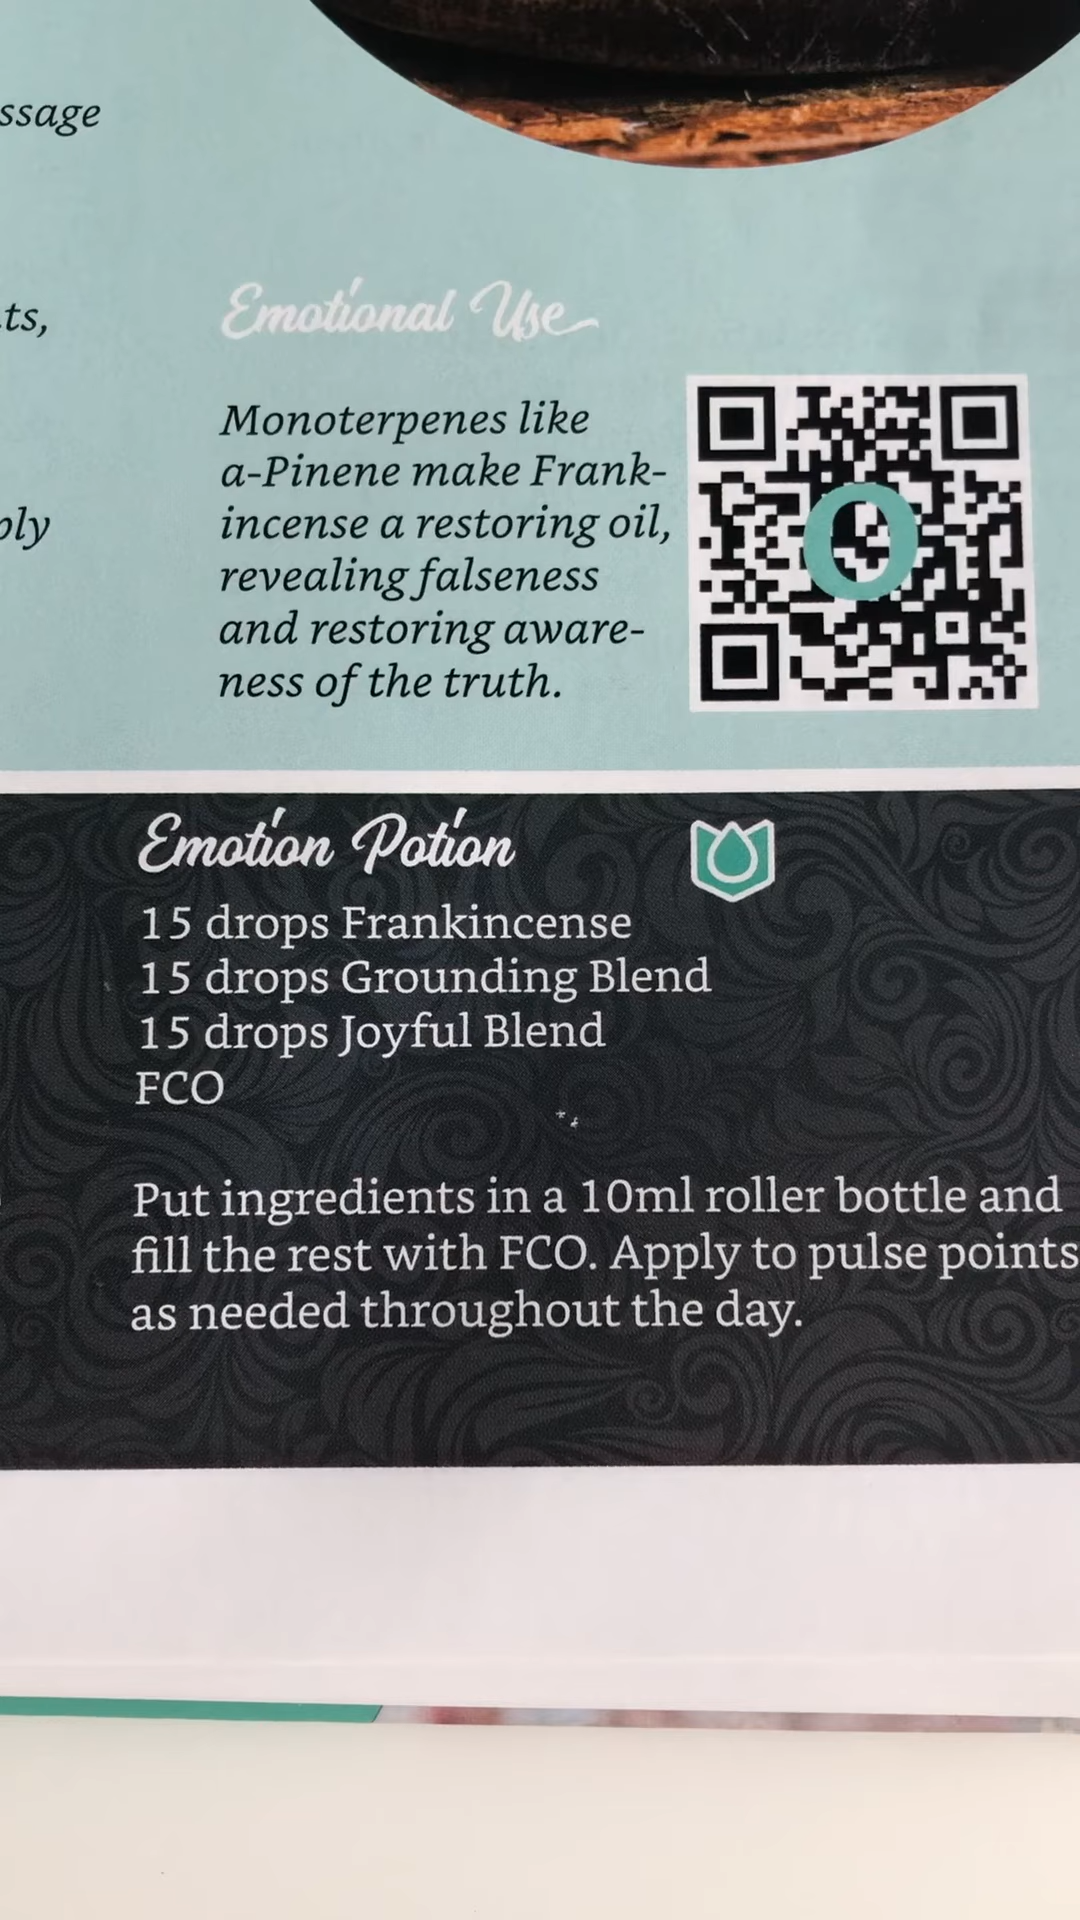 ssage
ts,
Emotional Use
Monoterpenes like
a-Pinene make Frank-
incense a restoring oil,
revealing falseness
and restoring aware-
ness of the truth.
ply
O
Emotion Potion
15 drops Frankincense
15 drops Grounding Blend
15 drops Joyful Blend
FCO
Put ingredients in a 10ml roller bottle and
fill the rest with FCO. Apply to pulse points
as needed throughout the day.